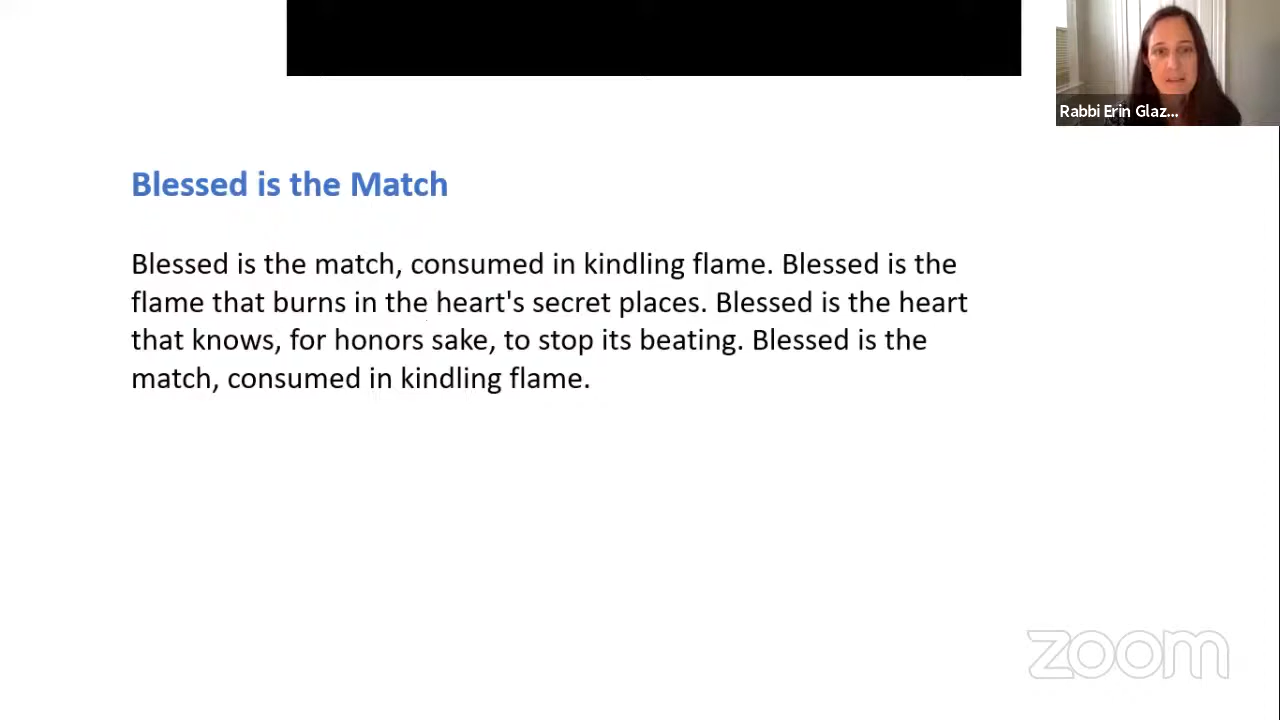 Rabbi Erin Glaz...
Blessed is the Match
Blessed is the match, consumed in kindling flame. Blessed is the
flame that burns in the heart's secret places. Blessed is the heart
that knows, for honors sake, to stop its beating. Blessed is the
match, consumed in kindling flame.
zoom